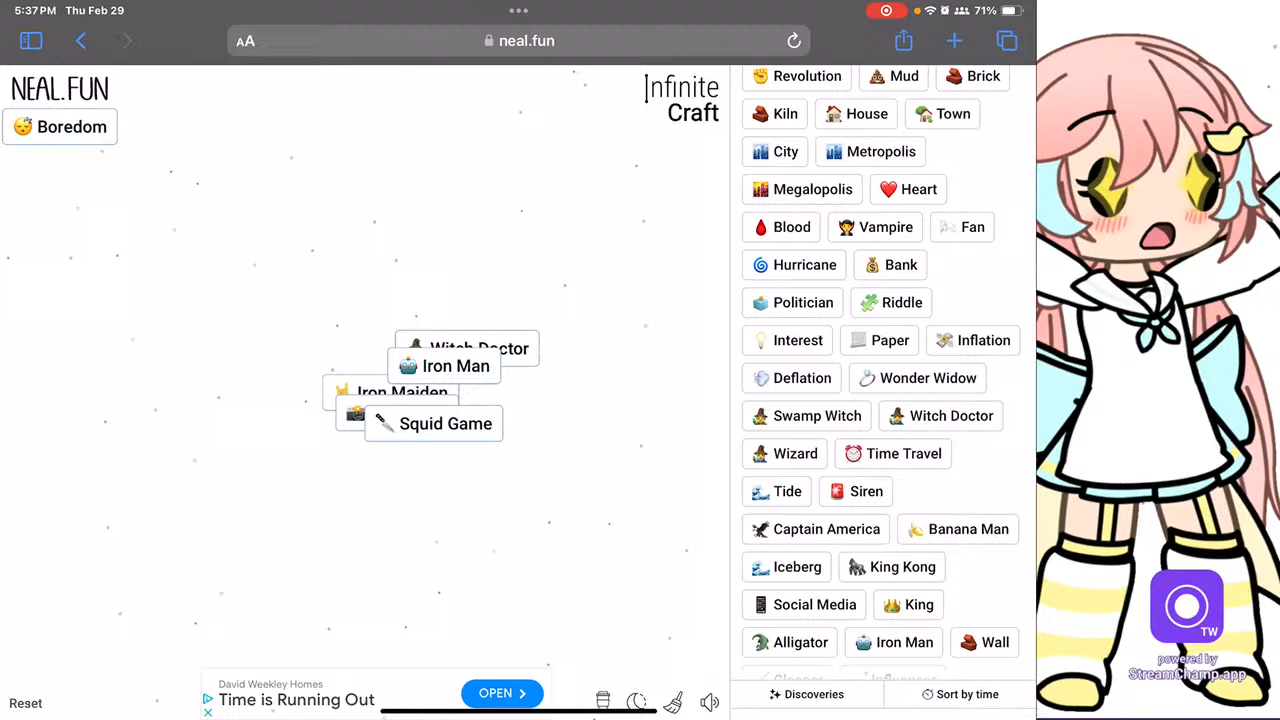 5:37 PM Thu Feb 29
71%
AA
neal.fun
NEAL.FUN
Infinite
Craft
😴 Boredom
Witch Doctor
🤖 Iron Man
🤘 Iron Maiden
📸
🔪 Squid Game
✊ Revolution 💩 Mud 🧱 Brick
🧱 Kiln 🏠 House 🏡 Town
🏙️ City 🏙️ Metropolis
🌇 Megalopolis ❤️ Heart
🩸 Blood 🧛 Vampire 🌬️ Fan
🌀 Hurricane 💰 Bank
🗳️ Politician 🧩 Riddle
💡 Interest 📃 Paper 💸 Inflation
💨 Deflation 💍 Wonder Widow
🧙 Swamp Witch 🧙 Witch Doctor
🧙 Wizard ⏰ Time Travel
🌊 Tide 🚨 Siren
🦅 Captain America 🍌 Banana Man
🌊 Iceberg 🦍 King Kong
📱 Social Media 👑 King
🐊 Alligator 🤖 Iron Man 🧱 Wall
✨ Discoveries ⏱ Sort by time
David Weekley Homes
Time is Running Out
OPEN
Reset
TW
powered by
StreamChamp.app